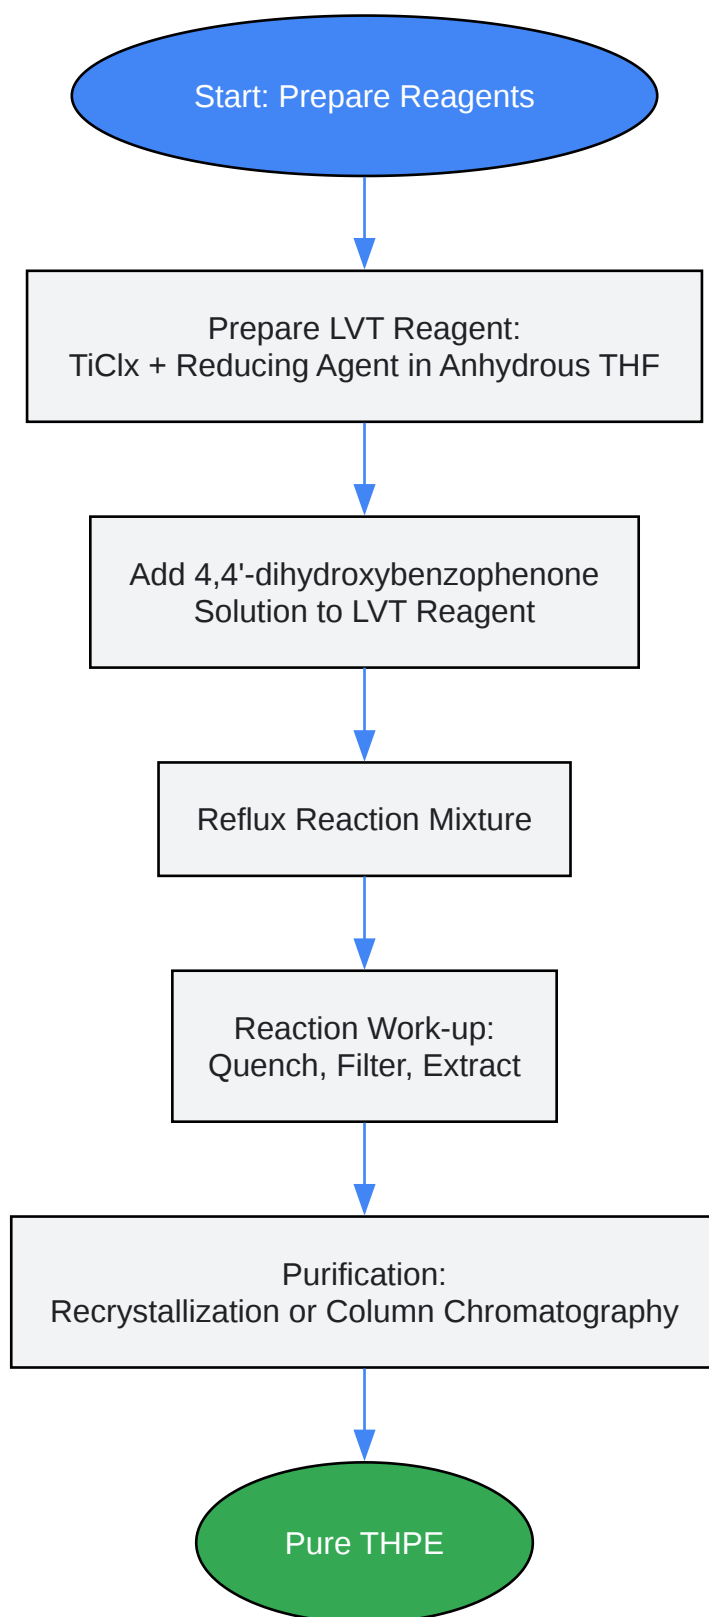 Start: Prepare Reagents
Prepare LVT Reagent:
TiClx + Reducing Agent in Anhydrous THF
Add 4,4'-dihydroxybenzophenone
Solution to LVT Reagent
Reflux Reaction Mixture
Reaction Work-up:
Quench, Filter, Extract
Purification:
Recrystallization or Column Chromatography
Pure THPE